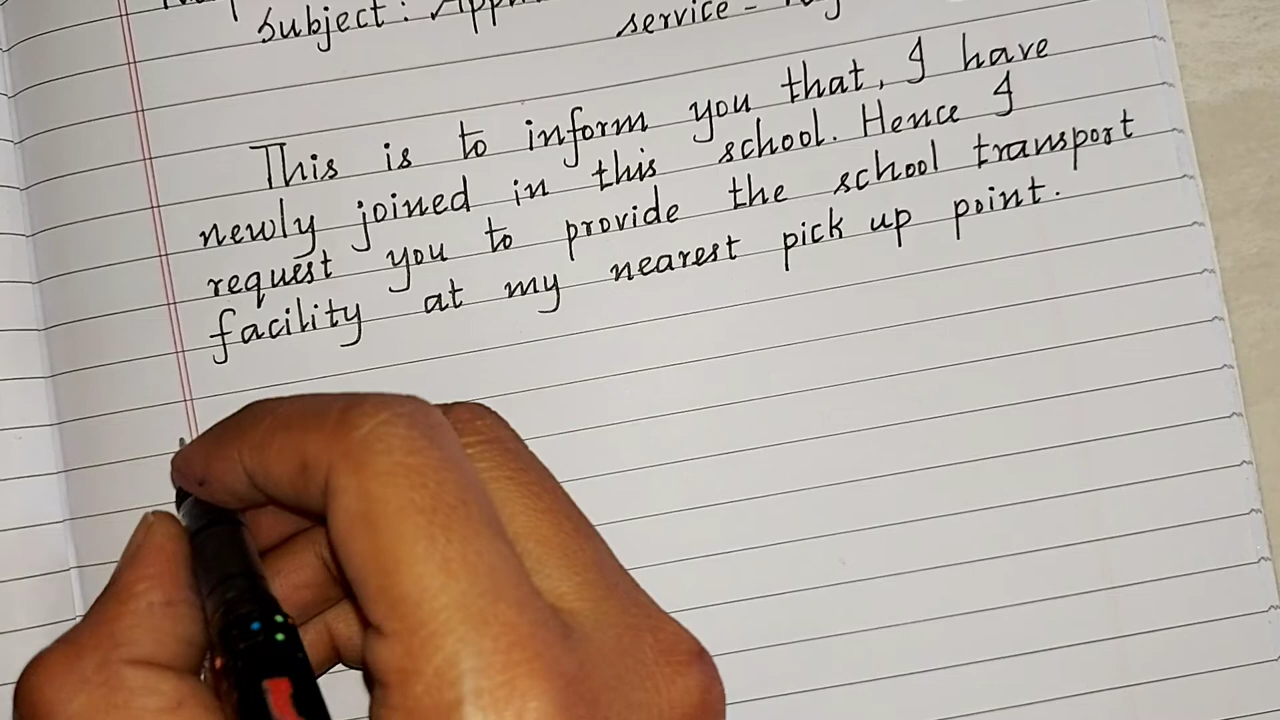 Subject :
service -
This is to inform you that, I have
newly joined in this school. Hence I
request you to provide the school transport
facility at my nearest pick up point.